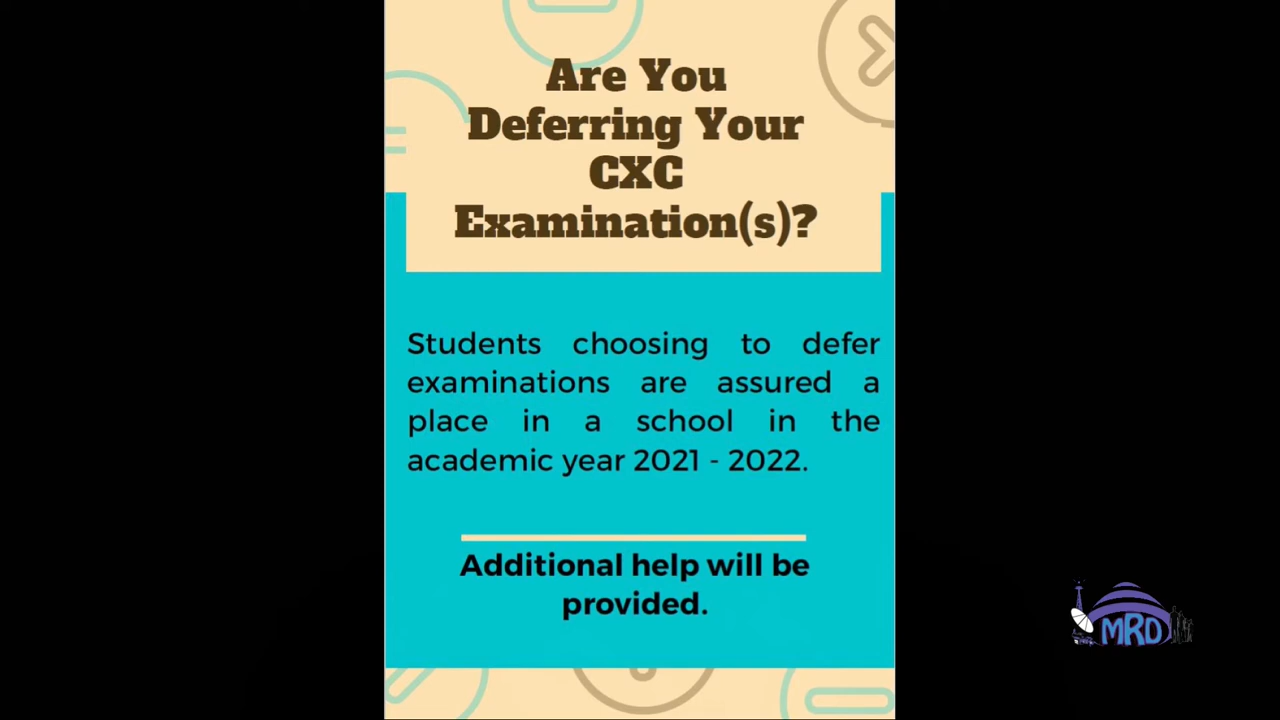 Are You
Deferring Your
CXC
Examination(s)?
Students choosing to defer
examinations are assured a
place in a school in the
academic year 2021 - 2022.
Additional help will be
provided.
MRD